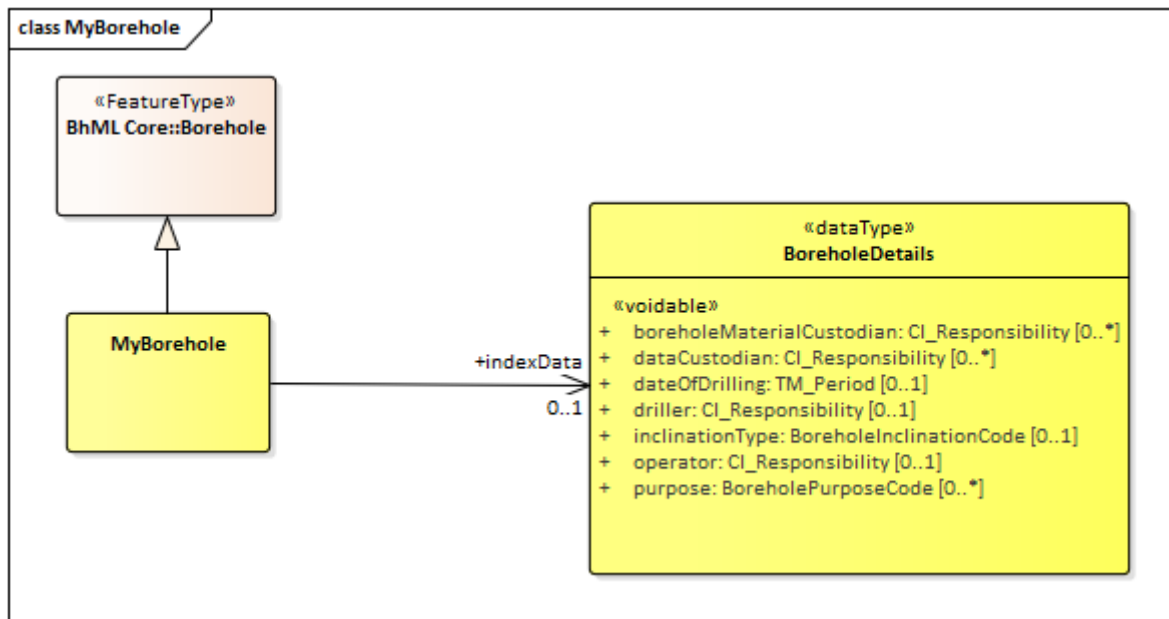 class MyBorehole
«FeatureType»
BhML Core::Borehole
MyBorehole
+indexData
0..1
«dataType»
BoreholeDetails
«voidable»
+ boreholeMaterialCustodian: CI_Responsibility [0..*]
+ dataCustodian: CI_Responsibility [0..*]
+ dateOfDrilling: TM_Period [0..1]
+ driller: CI_Responsibility [0..1]
+ inclinationType: BoreholeInclinationCode [0..1]
+ operator: CI_Responsibility [0..1]
+ purpose: BoreholePurposeCode [0..*]